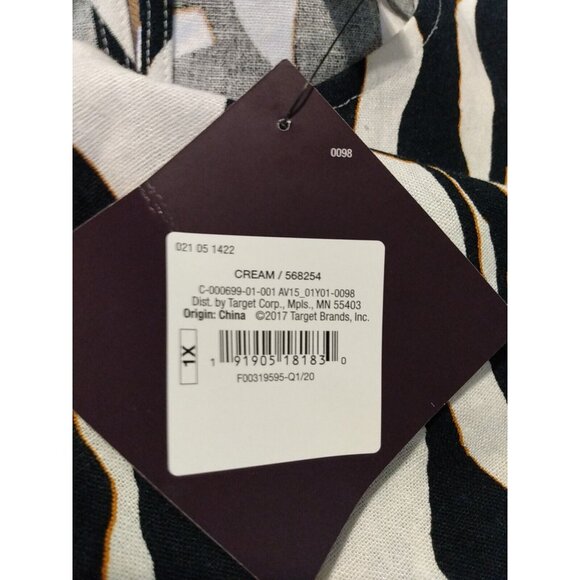 0098
021 05 1422
CREAM / 568254
C-000699-01-001 AV15_01Y01-0098
Dist. by Target Corp., Mpls., MN 55403
Origin: China ©2017 Target Brands, Inc.
1X
1 91905 18183 0
F00319595-Q1/20